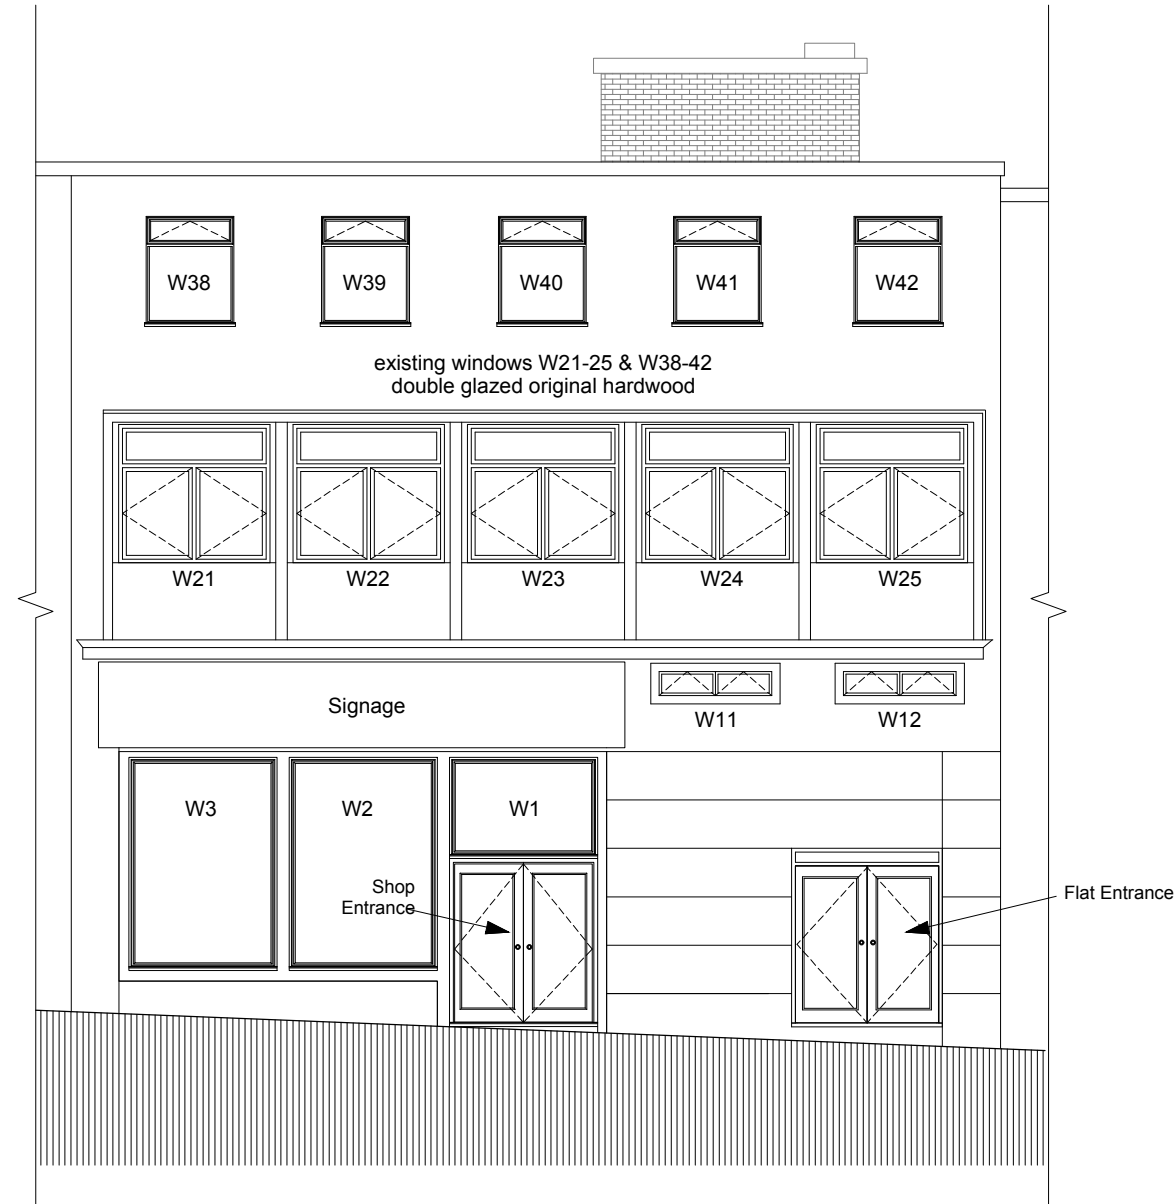 W38
W39
W40
W41
W42
existing windows W21-25 & W38-42
double glazed original hardwood
W21
W22
W23
W24
W25
Signage
W11
W12
W3
W2
W1
Shop
Entrance
Flat Entrance